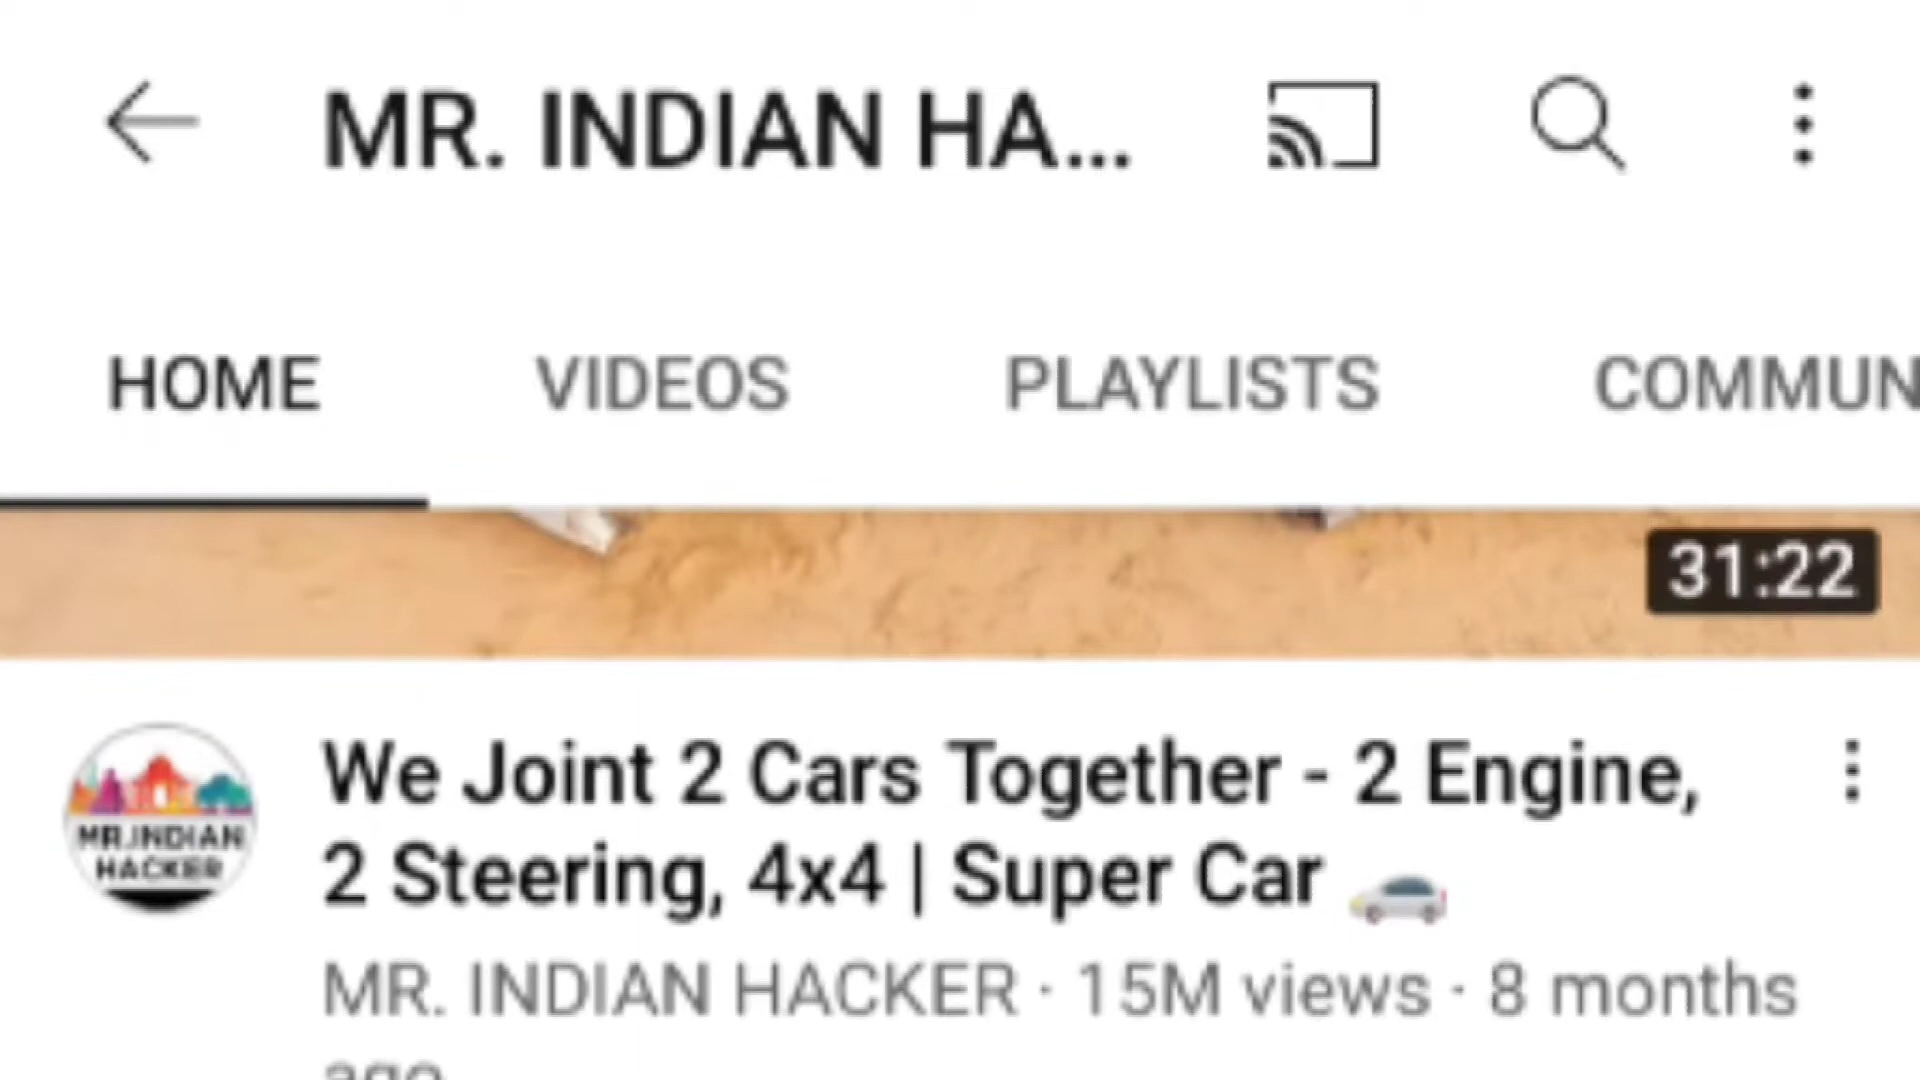 MR. INDIAN HA...
HOME VIDEOS PLAYLISTS COMMUN
31:22
MR.INDIAN
HACKER
We Joint 2 Cars Together - 2 Engine,
2 Steering, 4x4 | Super Car 🚗
MR. INDIAN HACKER · 15M views · 8 months
ago